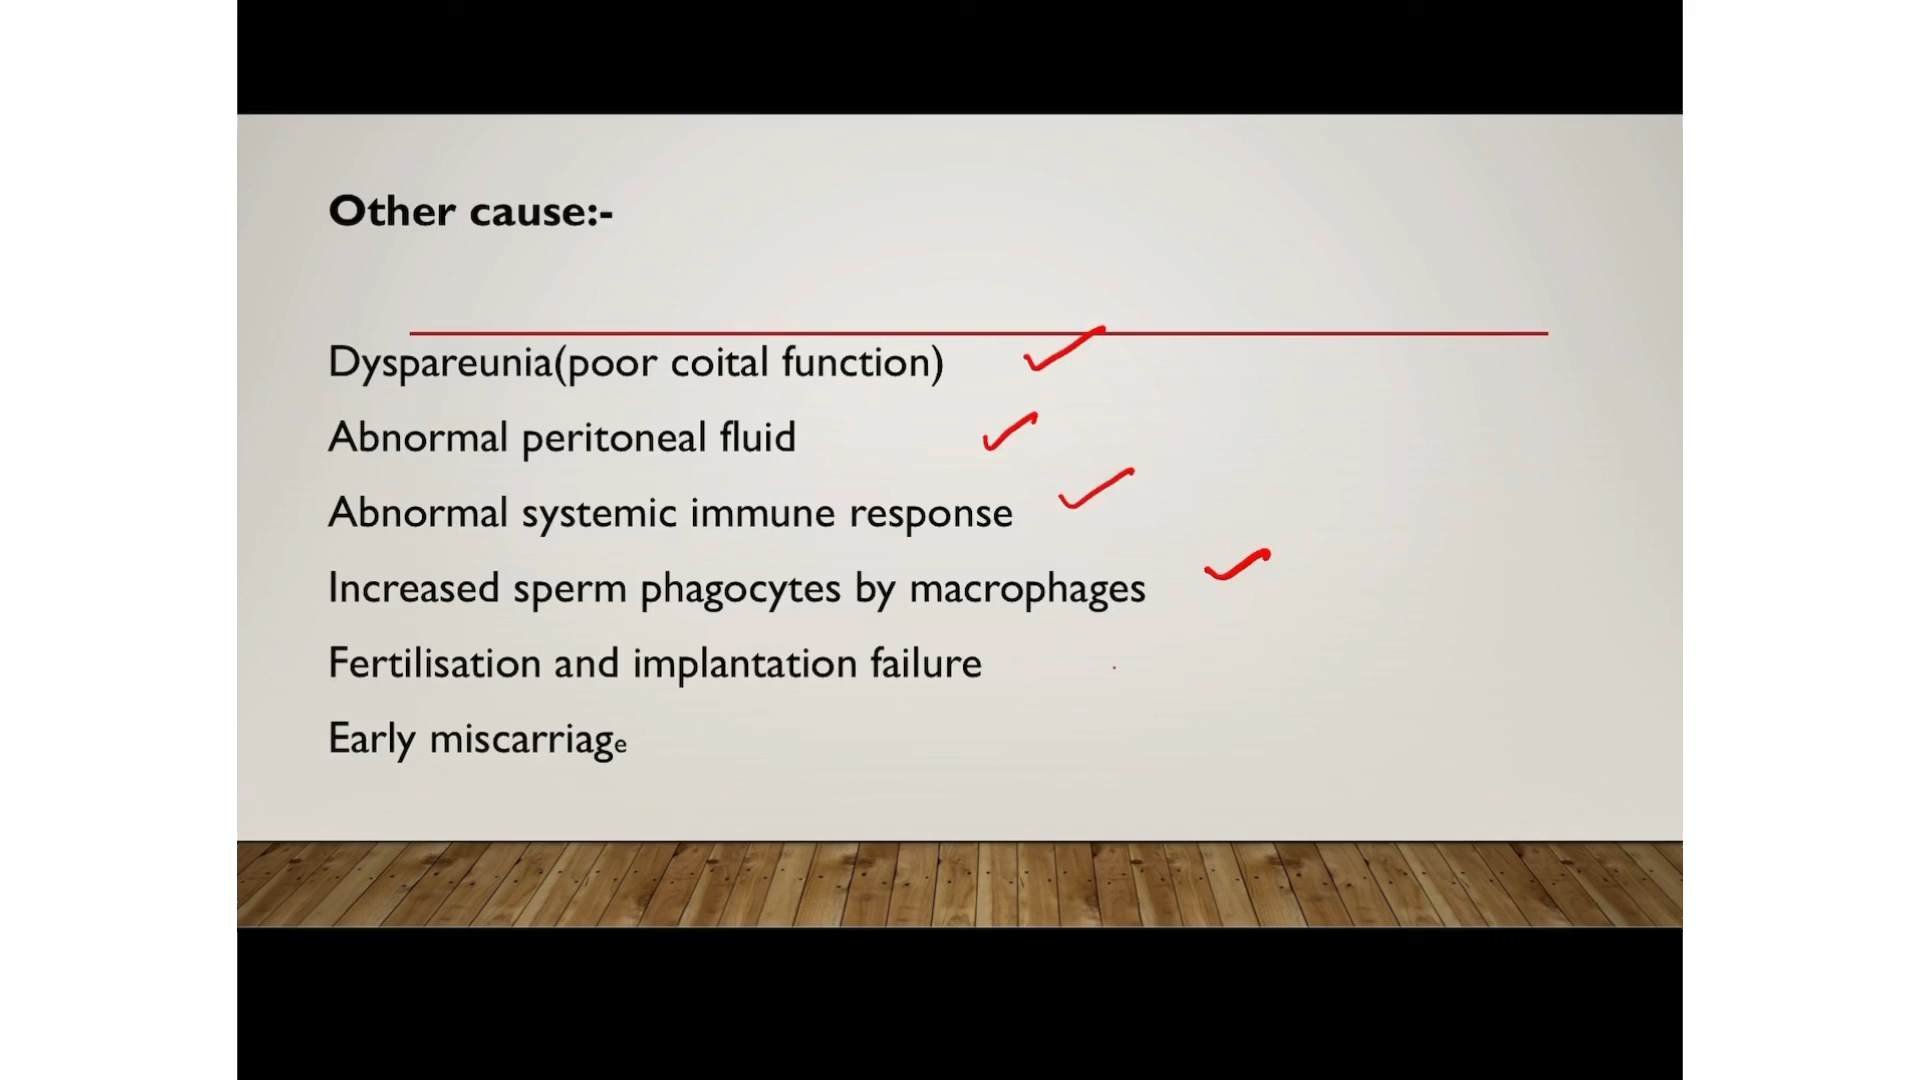 Other cause:-
Dyspareunia(poor coital function)
Abnormal peritoneal fluid
Abnormal systemic immune response
Increased sperm phagocytes by macrophages
Fertilisation and implantation failure
Early miscarriage